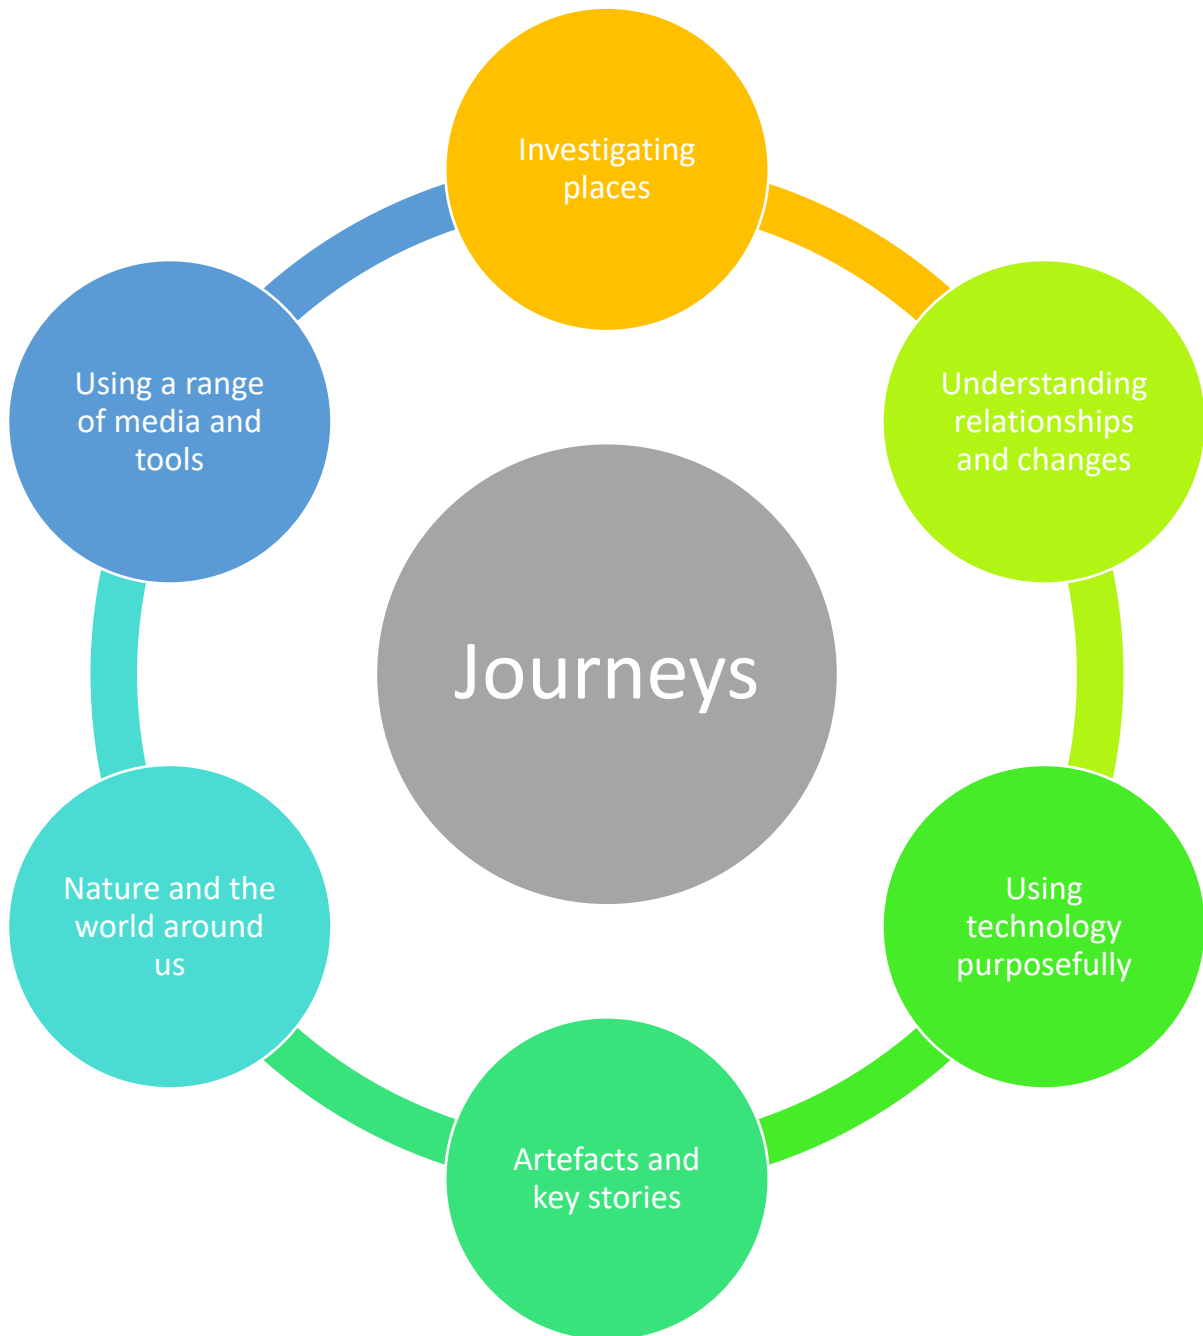 Investigating
places
Understanding
relationships
and changes
Using
technology
purposefully
Artefacts and
key stories
Nature and the
world around
us
Using a range
of media and
tools
Journeys